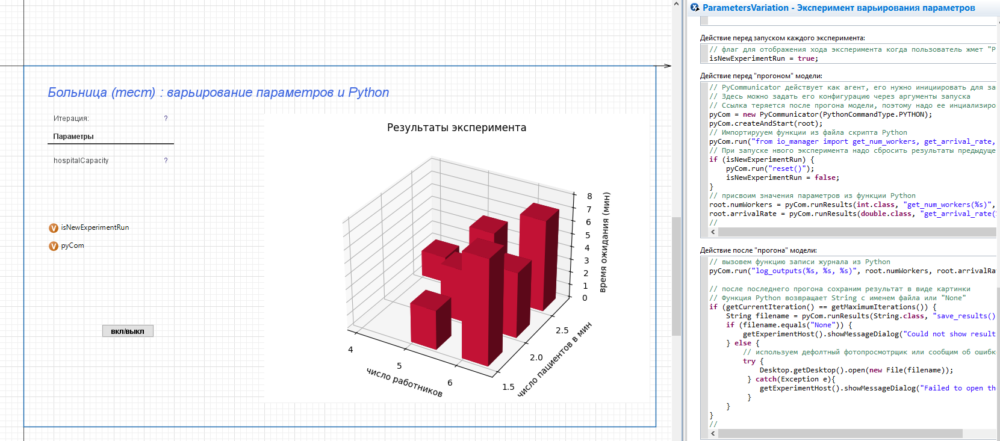 Больница (тест) : варьирование параметров и Python
Итерация: ?
Параметры
hospitalCapacity ?
isNewExperimentRun
pyCom
вкл/выкл
Результаты эксперимента
8
7
6
5
4
3
2
1
0
время ожидания (мин)
2.5
2.0
1.5
число пациентов в мин
4
5
6
число работников
ParametersVariation - Эксперимент варьирования параметров
Действие перед запуском каждого эксперимента:
// флаг для отображения хода эксперимента когда пользователь жмет "Р
isNewExperimentRun = true;
Действие перед "прогоном" модели:
// PyCommunicator действует как агент, его нужно инициировать для за
// Здесь можно задать его конфигурацию через аргументы запуска
// Ссылка теряется после прогона модели, поэтому надо ее инциализиро
pyCom = new PyCommunicator(PythonCommandType.PYTHON);
pyCom.createAndStart(root);
// Импортирууем функции из файла скрипта Python
pyCom.run("from io_manager import get_num_workers, get_arrival_rate,
// При запуске нвого эксперимента надо сбросить результаты предыдуще
if (isNewExperimentRun) {
pyCom.run("reset()");
isNewExperimentRun = false;
}
// присвоим значения параметров из функции Python
root.numWorkers = pyCom.runResults(int.class, "get_num_workers(%s)",
root.arrivalRate = pyCom.runResults(double.class, "get_arrival_rate(
//
Действие после "прогона" модели:
// вызовем функцию записи журнала из Python
pyCom.run("log_outputs(%s, %s, %s)", root.numWorkers, root.arrivalRa
// после последнего прогона сохраним результат в виде картинки
// Функция Python возвращает String с именем файла или "None"
if (getCurrentIteration() == getMaximumIterations()) {
String filename = pyCom.runResults(String.class, "save_results()
if (filename.equals("None")) {
getExperimentHost().showMessageDialog("Could not show result
} else {
// используем дефолтный фотопросмотрщик или сообщим об ошибк
try {
Desktop.getDesktop().open(new File(filename));
} catch(Exception e){
getExperimentHost().showMessageDialog("Failed to open th
}
}
}
//